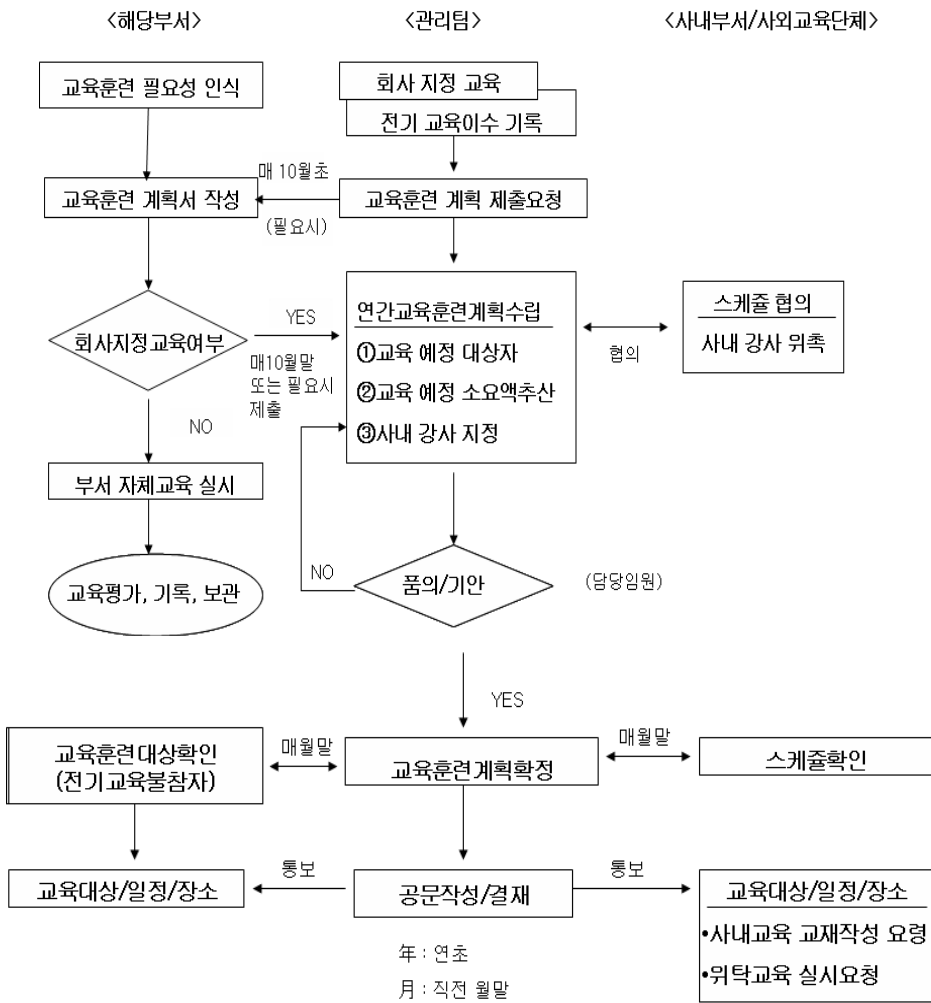 <해당부서>
<관리팀>
<사내부서/사외교육단체>
교육훈련 필요성 인식
회사 지정 교육
전기 교육이수 기록
매 10월초
교육훈련 계획서 작성
교육훈련 계획 제출요청
(필요시)
회사지정교육여부
YES
매10월말
또는 필요시
제출
연간교육훈련계획수립
①교육 예정 대상자
②교육 예정 소요액추산
③사내 강사 지정
협의
스케쥴 협의
사내 강사 위촉
NO
부서 자체교육 실시
교육평가, 기록, 보관
NO
품의/기안
(담당임원)
YES
교육훈련대상확인
(전기교육불참자)
매월말
교육훈련계획확정
매월말
스케쥴확인
교육대상/일정/장소
통보
공문작성/결재
통보
교육대상/일정/장소
•사내교육 교재작성 요령
•위탁교육 실시요청
年 : 연초
月 : 직전 월말